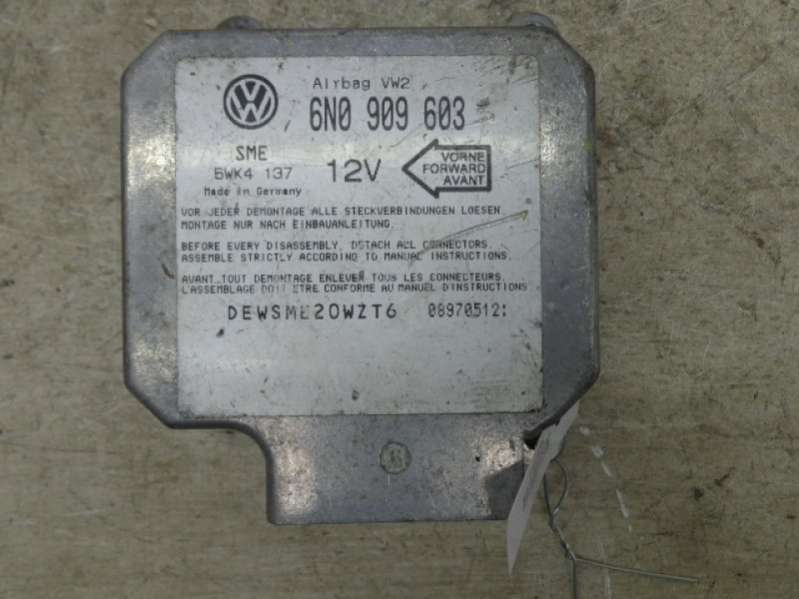 Airbag VW2
6N0 909 603
SME
5WK4 137
Made in Germany
12V
VORNE
FORWARD
AVANT
VOR JEDER DEMONTAGE ALLE STECKVERBINDUNGEN LOESEN
MONTAGE NUR NACH EINBAUANLEITUNG.
BEFORE EVERY DISASSEMBLY, DETACH ALL CONNECTORS.
ASSEMBLE STRICTLY ACCORDING TO MANUAL INSTRUCTIONS.
AVANT TOUT DEMONTAGE ENLEVER TOUS LES CONNECTEURS.
L'ASSEMBLAGE DOIT ETRE CONFORME AU MANUEL D'INSTRUCTIONS
DEWSME20WZT6 08970512